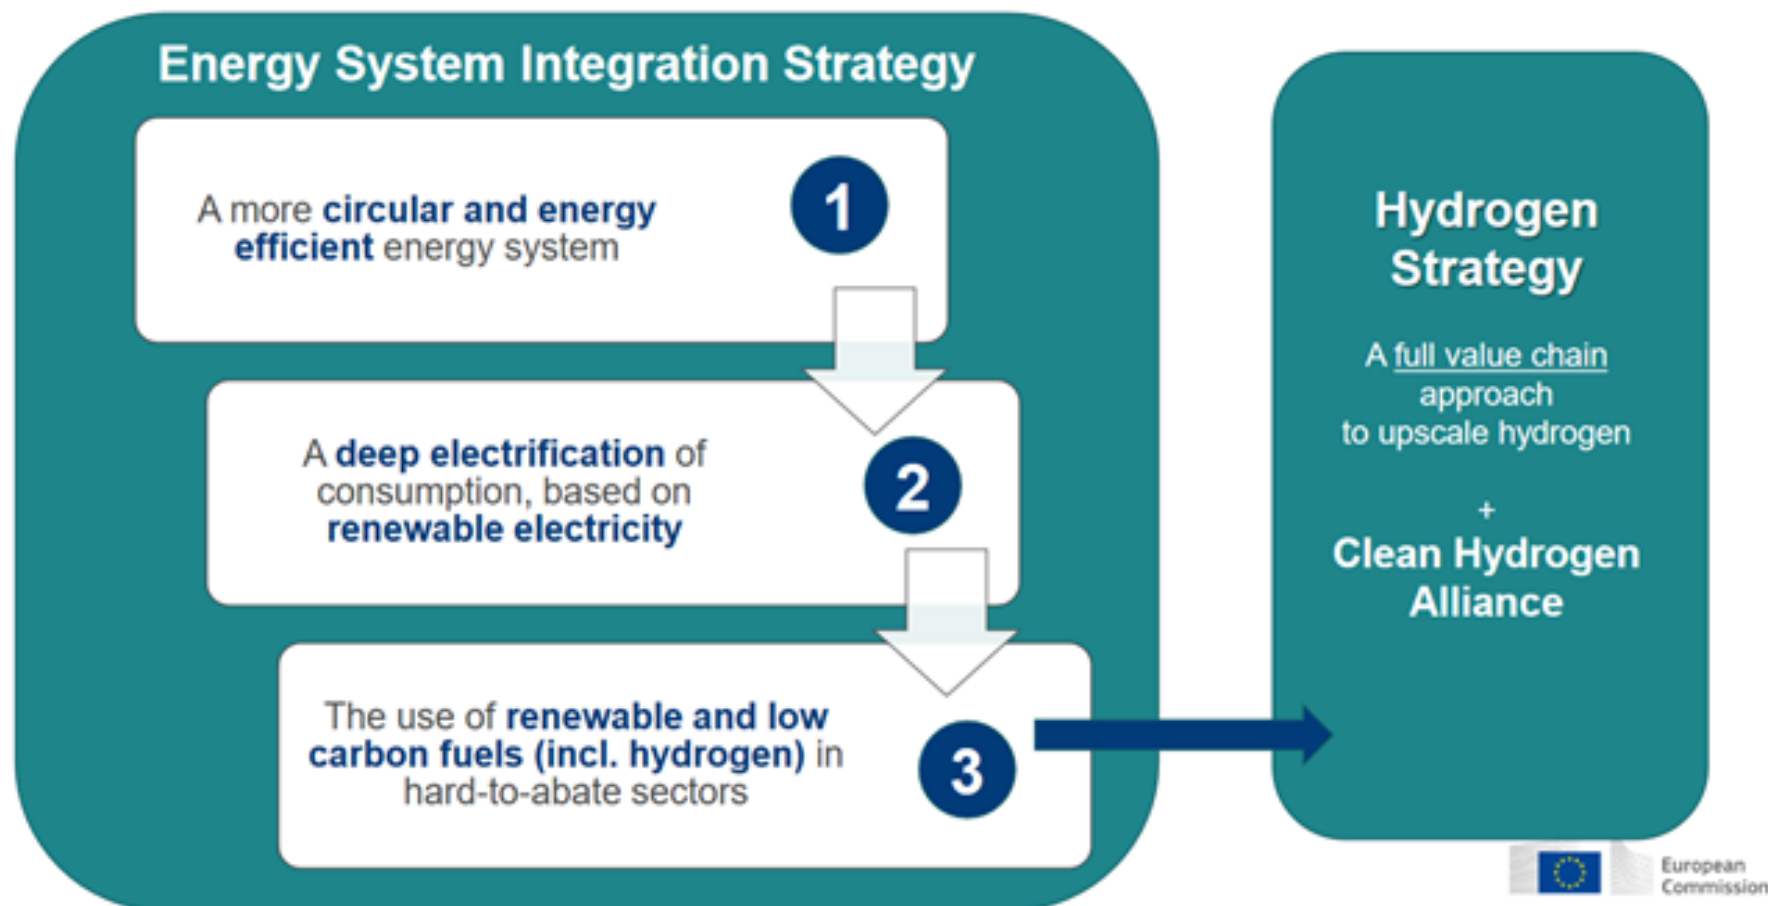 Energy System Integration Strategy
A more circular and energy
efficient energy system
1
A deep electrification of
consumption, based on
renewable electricity
2
The use of renewable and low
carbon fuels (incl. hydrogen) in
hard-to-abate sectors
3
Hydrogen
Strategy
A full value chain
approach
to upscale hydrogen
+
Clean Hydrogen
Alliance
European
Commission